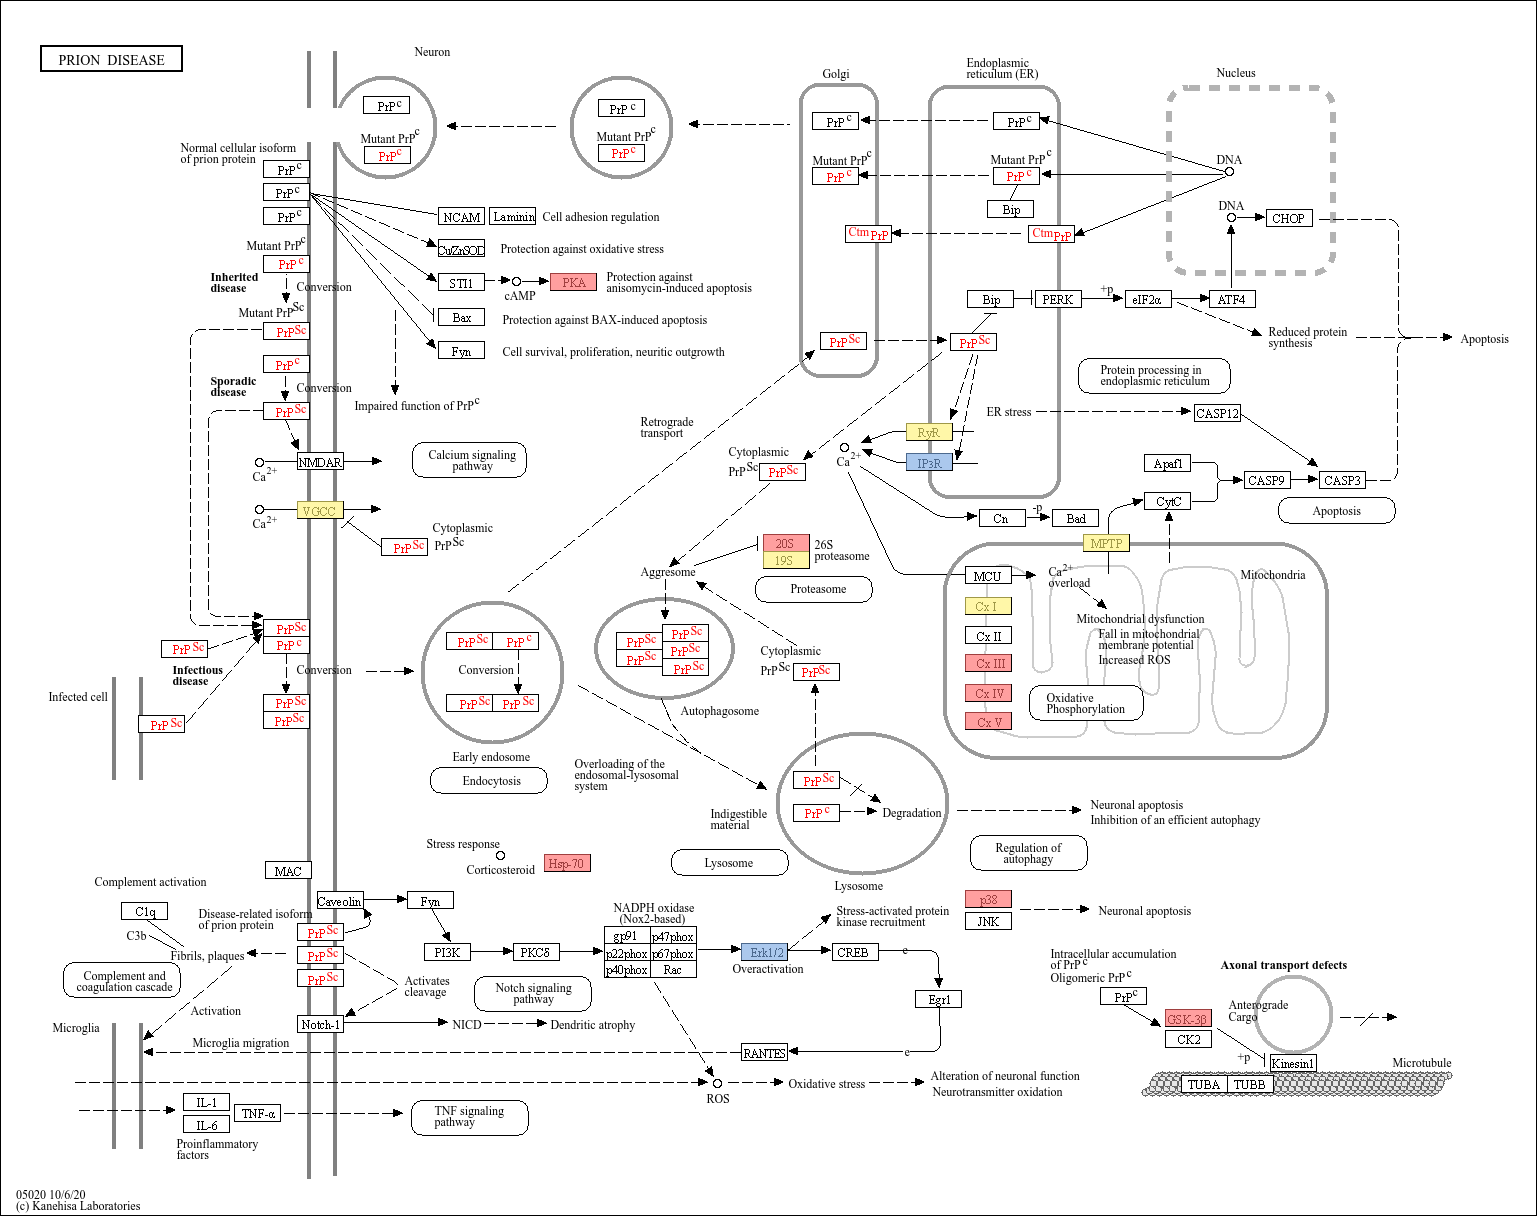 PRION DISEASE
Neuron
Golgi
Endoplasmic
reticulum (ER)
Nucleus
PrP c
Mutant PrP c
PrP c
PrP c
Mutant PrP c
PrP c
PrP c
Mutant PrP c
PrP c
PrP c
Mutant PrP c
PrP c
Bip
DNA
DNA
CHOP
Ctm PrP
Ctm PrP
Normal cellular isoform
of prion protein
PrP c
PrP c
PrP c
Mutant PrP c
PrP c
Inherited
disease
Conversion
Mutant PrP Sc
PrP Sc
PrP c
Sporadic
disease
Conversion
PrP Sc
NCAM
Laminin
Cell adhesion regulation
Cu/ZnSOD
Protection against oxidative stress
STI1
cAMP
PKA
Protection against
anisomycin-induced apoptosis
Bax
Protection against BAX-induced apoptosis
Fyn
Cell survival, proliferation, neuritic outgrowth
Impaired function of PrP c
Bip
PERK
+p
eIF2α
ATF4
Reduced protein
synthesis
Apoptosis
PrP Sc
PrP Sc
Protein processing in
endoplasmic reticulum
ER stress
CASP12
Retrograde
transport
RyR
IP3R
Ca2+
Cytoplasmic
PrP Sc
PrP Sc
Calcium signaling
pathway
NMDAR
Ca2+
VGCC
Ca2+
Cytoplasmic
PrP Sc
PrP Sc
Apaf1
CytC
CASP9
CASP3
Apoptosis
Cn
-p
Bad
MPTP
20S
19S
26S
proteasome
Proteasome
Aggresome
MCU
Ca2+
overload
Mitochondria
Cx I
Cx II
Cx III
Cx IV
Cx V
Mitochondrial dysfunction
Fall in mitochondrial
membrane potential
Increased ROS
Oxidative
Phosphorylation
PrP Sc
PrP c
PrP Sc
Infectious
disease
Conversion
Infected cell
PrP Sc
PrP Sc
PrP Sc
PrP Sc
PrP c
Conversion
PrP Sc
PrP Sc
Early endosome
Endocytosis
PrP Sc
PrP Sc
PrP Sc
PrP Sc
PrP Sc
Autophagosome
Cytoplasmic
PrP Sc
PrP Sc
Overloading of the
endosomal-lysosomal
system
Indigestible
material
PrP Sc
PrP c
Degradation
Lysosome
Lysosome
Neuronal apoptosis
Inhibition of an efficient autophagy
Regulation of
autophagy
Stress response
Corticosteroid
Hsp-70
MAC
Complement activation
C1q
C3b
Fibrils, plaques
Complement and
coagulation cascade
Disease-related isoform
of prion protein
PrP Sc
PrP Sc
PrP Sc
Caveolin
Fyn
PI3K
PKCδ
NADPH oxidase
(Nox2-based)
gp91
p47phox
p22phox
p67phox
p40phox
Rac
Erk1/2
Overactivation
Stress-activated protein
kinase recruitment
p38
JNK
Neuronal apoptosis
CREB
e
Egr1
e
RANTES
Activates
cleavage
Notch signaling
pathway
Activation
Notch-1
NICD
Dendritic atrophy
Microglia
Microglia migration
ROS
Oxidative stress
Alteration of neuronal function
Neurotransmitter oxidation
IL-1
IL-6
TNF-α
Proinflammatory
factors
TNF signaling
pathway
Intracellular accumulation
of PrP c
Oligomeric PrP c
PrP c
Axonal transport defects
GSK-3β
CK2
Anterograde
Cargo
+p
Kinesin1
Microtubule
TUBA
TUBB
05020 10/6/20
(c) Kanehisa Laboratories